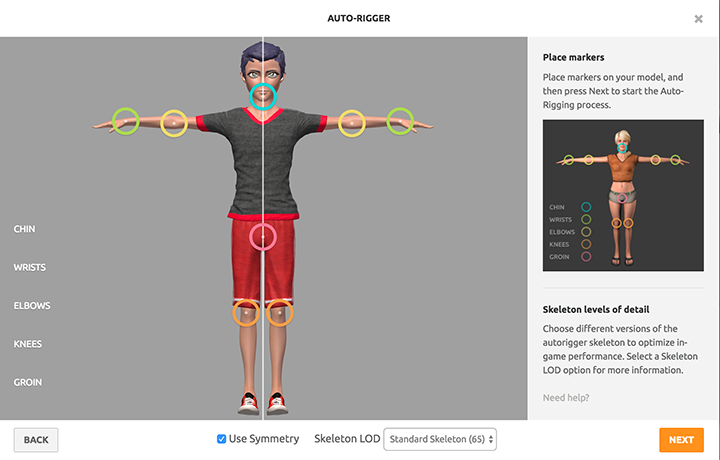 AUTO-RIGGER
×
CHIN
WRISTS
ELBOWS
KNEES
GROIN
Place markers
Place markers on your model, and
then press Next to start the Auto-
Rigging process.
CHIN
WRISTS
ELBOWS
KNEES
GROIN
Skeleton levels of detail
Choose different versions of the
autorigger skeleton to optimize in-
game performance. Select a Skeleton
LOD option for more information.
Need help?
BACK
Use Symmetry
Skeleton LOD
Standard Skeleton (65)
NEXT